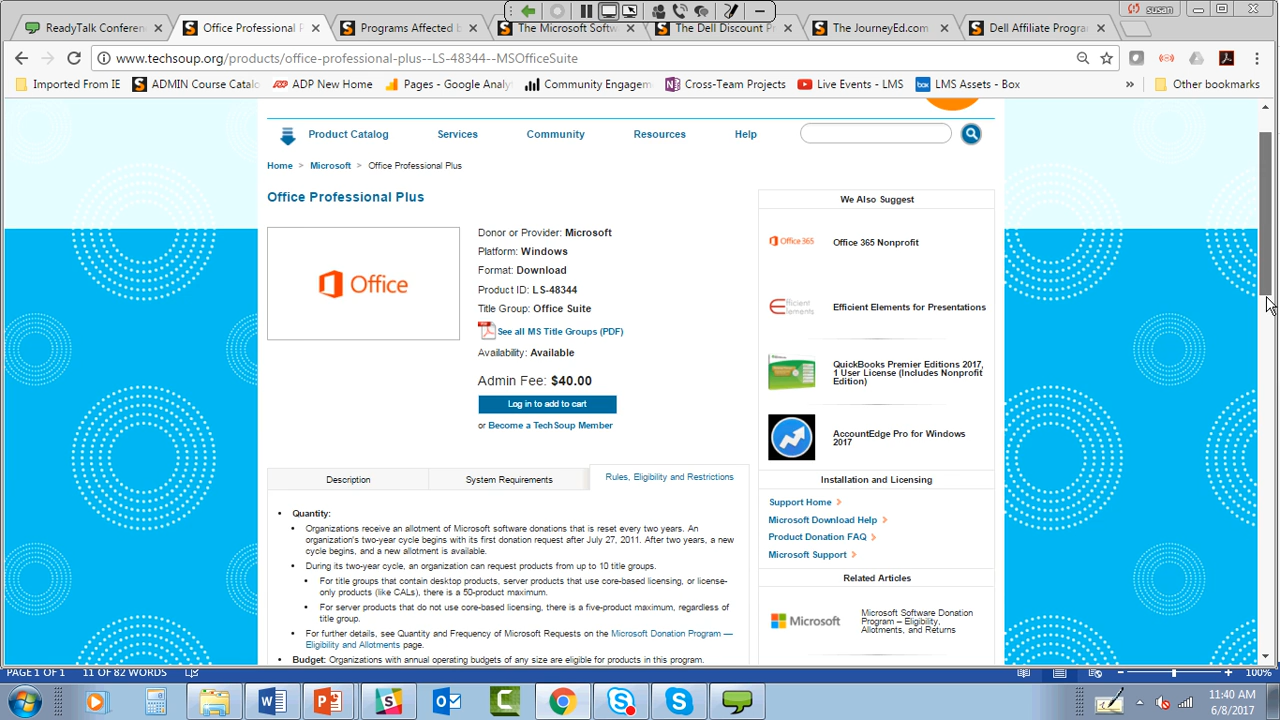 susan
ReadyTalk Conferenc
Office Professional P
Programs Affected b
The Microsoft Softw
The Dell Discount Pr
The JourneyEd.com
Dell Affiliate Progra
www.techsoup.org/products/office-professional-plus--LS-48344--MSOfficeSuite
Imported From IE
ADMIN Course Catalo
ADP New Home
Pages - Google Analy
Community Engagem
Cross-Team Projects
Live Events - LMS
LMS Assets - Box
»
Other bookmarks
Product Catalog
Services
Community
Resources
Help
Home > Microsoft > Office Professional Plus
Office Professional Plus
Office
Donor or Provider: Microsoft
Platform: Windows
Format: Download
Product ID: LS-48344
Title Group: Office Suite
See all MS Title Groups (PDF)
Availability: Available
Admin Fee: $40.00
Log in to add to cart
or Become a TechSoup Member
We Also Suggest
Office 365
Office 365 Nonprofit
Efficient Elements
Efficient Elements for Presentations
QuickBooks Premier Editions 2017,
1 User License (Includes Nonprofit
Edition)
AccountEdge Pro for Windows
2017
Description
System Requirements
Rules, Eligibility and Restrictions
• Quantity:
• Organizations receive an allotment of Microsoft software donations that is reset every two years. An
organization's two-year cycle begins with its first donation request after July 27, 2011. After two years, a new
cycle begins, and a new allotment is available.
• During its two-year cycle, an organization can request products from up to 10 title groups.
• For title groups that contain desktop products, server products that use core-based licensing, or license-
only products (like CALs), there is a 50-product maximum.
• For server products that do not use core-based licensing, there is a five-product maximum, regardless of
title group.
• For further details, see Quantity and Frequency of Microsoft Requests on the Microsoft Donation Program —
Eligibility and Allotments page.
• Budget: Organizations with annual operating budgets of any size are eligible for products in this program.
Installation and Licensing
Support Home
Microsoft Download Help
Product Donation FAQ
Microsoft Support
Related Articles
Microsoft
Microsoft Software Donation
Program – Eligibility,
Allotments, and Returns
PAGE 1 OF 1
11 OF 82 WORDS
100%
11:40 AM
6/8/2017